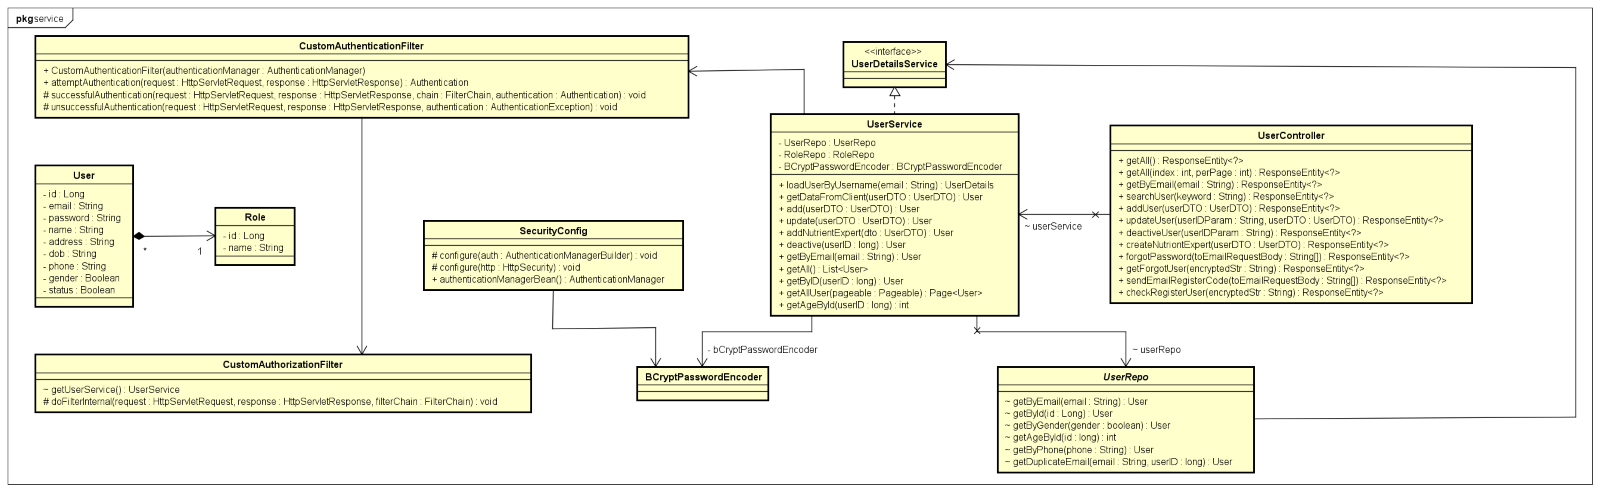 pkg service
CustomAuthenticationFilter
+ CustomAuthenticationFilter(authenticationManager : AuthenticationManager)
+ attemptAuthentication(request : HttpServletRequest, response : HttpServletResponse) : Authentication
# successfulAuthentication(request : HttpServletRequest, response : HttpServletResponse, chain : FilterChain, authentication : Authentication) : void
# unsuccessfulAuthentication(request : HttpServletRequest, response : HttpServletResponse, authentication : AuthenticationException) : void
<<interface>>
UserDetailsService
UserService
- UserRepo : UserRepo
- RoleRepo : RoleRepo
- BCryptPasswordEncoder : BCryptPasswordEncoder
+ loadUserByUsername(email : String) : UserDetails
+ getDataFromClient(userDTO : UserDTO) : User
+ add(userDTO : UserDTO) : User
+ update(userDTO : UserDTO) : User
+ addNutrientExpert(dto : UserDTO) : User
+ deactive(userID : long) : User
+ getByEmail(email : String) : User
+ getAll() : List<User>
+ getByID(userID : long) : User
+ getAllUser(pageable : Pageable) : Page<User>
+ getAgeById(userID : long) : int
UserController
+ getAll() : ResponseEntity<?>
+ getAll(index : int, perPage : int) : ResponseEntity<?>
+ getByEmail(email : String) : ResponseEntity<?>
+ searchUser(keyword : String) : ResponseEntity<?>
+ addUser(userDTO : UserDTO) : ResponseEntity<?>
+ updateUser(userIDParam : String, userDTO : UserDTO) : ResponseEntity<?>
+ deactiveUser(userIDParam : String) : ResponseEntity<?>
+ createNutrientExpert(userDTO : UserDTO) : ResponseEntity<?>
+ forgotPassword(toEmailRequestBody : String[]) : ResponseEntity<?>
+ getForgotUser(encryptedStr : String) : ResponseEntity<?>
+ sendEmailRegisterCode(toEmailRequestBody : String[]) : ResponseEntity<?>
+ checkRegisterUser(encryptedStr : String) : ResponseEntity<?>
~ userService
User
- id : Long
- email : String
- password : String
- name : String
- address : String
- dob : String
- phone : String
- gender : Boolean
- status : Boolean
*
1
Role
- id : Long
- name : String
SecurityConfig
# configure(auth : AuthenticationManagerBuilder) : void
# configure(http : HttpSecurity) : void
+ authenticationManagerBean() : AuthenticationManager
- bCryptPasswordEncoder
~ userRepo
CustomAuthorizationFilter
~ getUserService() : UserService
# doFilterInternal(request : HttpServletRequest, response : HttpServletResponse, filterChain : FilterChain) : void
BCryptPasswordEncoder
UserRepo
~ getByEmail(email : String) : User
~ getById(id : Long) : User
~ getByGender(gender : boolean) : User
~ getAgeById(id : long) : int
~ getByPhone(phone : String) : User
~ getDuplicateEmail(email : String, userID : long) : User